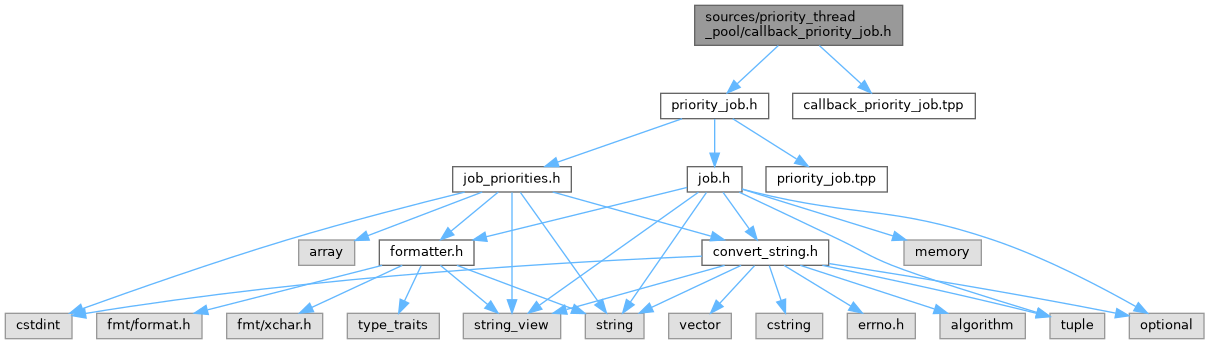 sources/priority_thread
_pool/callback_priority_job.h
priority_job.h
callback_priority_job.tpp
job_priorities.h
job.h
priority_job.tpp
array
formatter.h
convert_string.h
memory
cstdint
fmt/format.h
fmt/xchar.h
type_traits
string_view
string
vector
cstring
errno.h
algorithm
tuple
optional